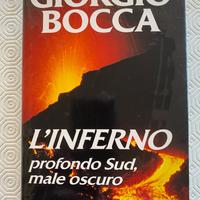 GIORGIO
BOCCA
L'INFERNO
profondo Sud,
male oscuro